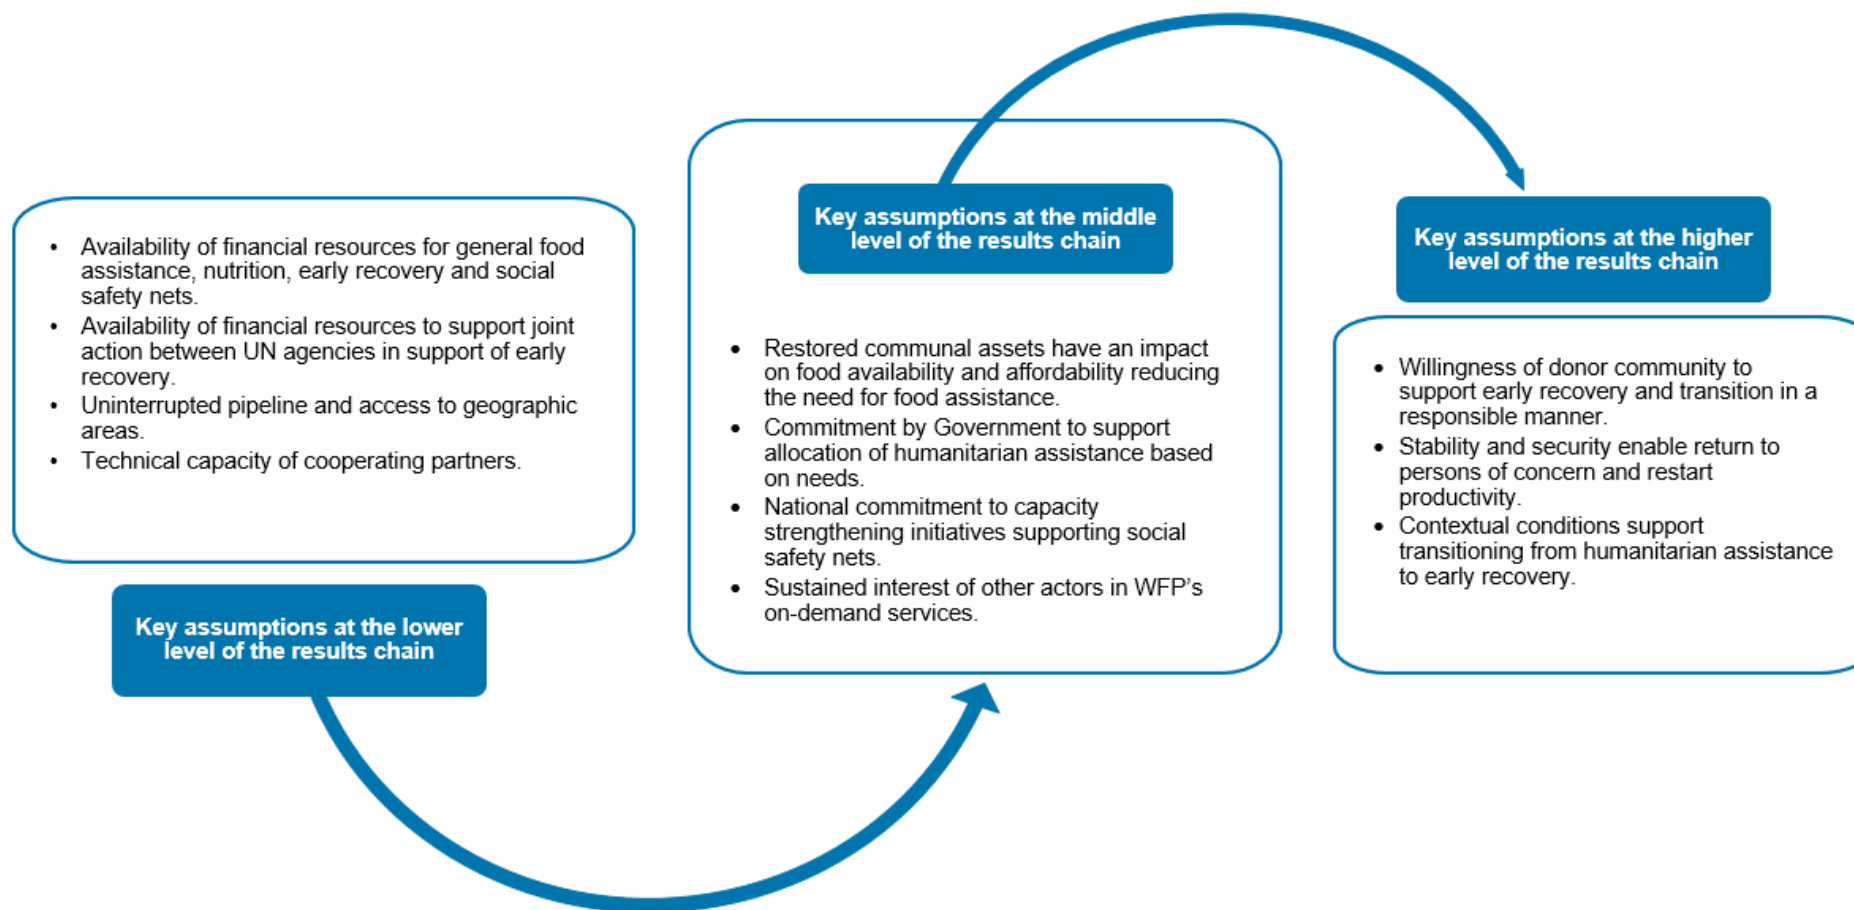 • Availability of financial resources for general food
assistance, nutrition, early recovery and social
safety nets.
• Availability of financial resources to support joint
action between UN agencies in support of early
recovery.
• Uninterrupted pipeline and access to geographic
areas.
• Technical capacity of cooperating partners.
Key assumptions at the lower
level of the results chain
Key assumptions at the middle
level of the results chain
• Restored communal assets have an impact
on food availability and affordability reducing
the need for food assistance.
• Commitment by Government to support
allocation of humanitarian assistance based
on needs.
• National commitment to capacity
strengthening initiatives supporting social
safety nets.
• Sustained interest of other actors in WFP’s
on-demand services.
Key assumptions at the higher
level of the results chain
• Willingness of donor community to
support early recovery and transition in a
responsible manner.
• Stability and security enable return to
persons of concern and restart
productivity.
• Contextual conditions support
transitioning from humanitarian assistance
to early recovery.